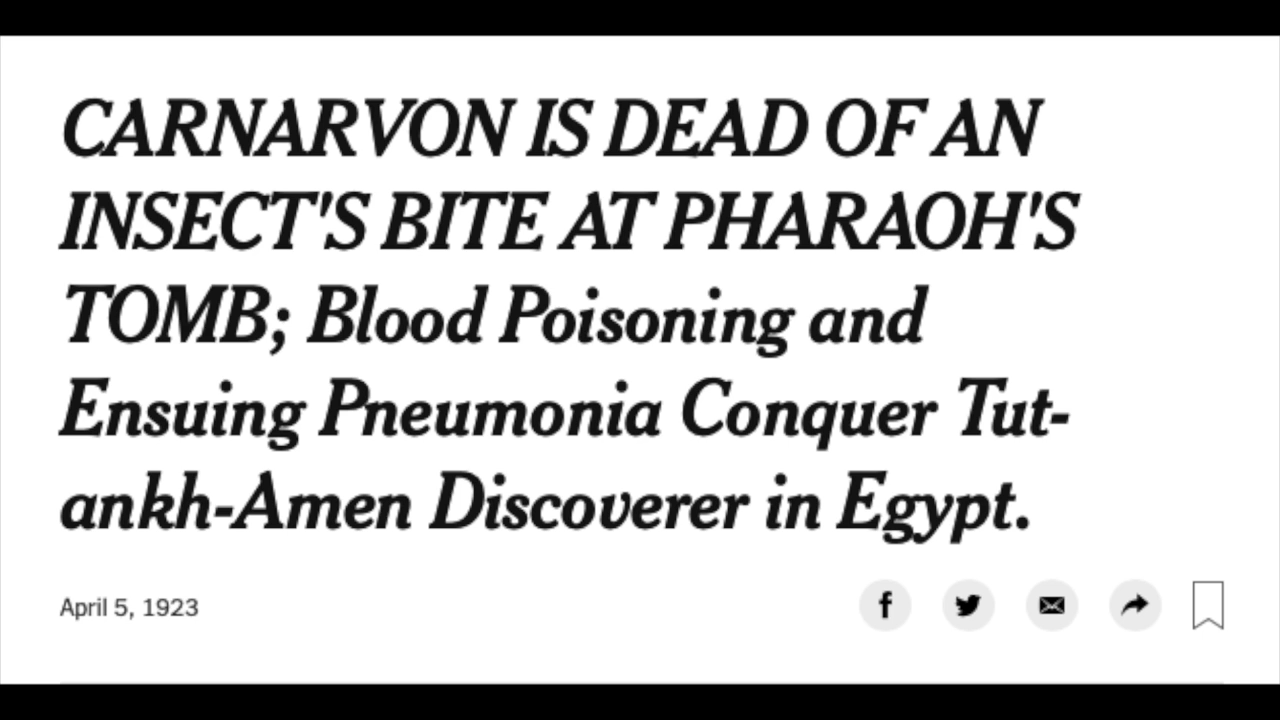 CARNARVON IS DEAD OF AN
INSECT'S BITE AT PHARAOH'S
TOMB; Blood Poisoning and
Ensuing Pneumonia Conquer Tut-
ankh-Amen Discoverer in Egypt.
April 5, 1923